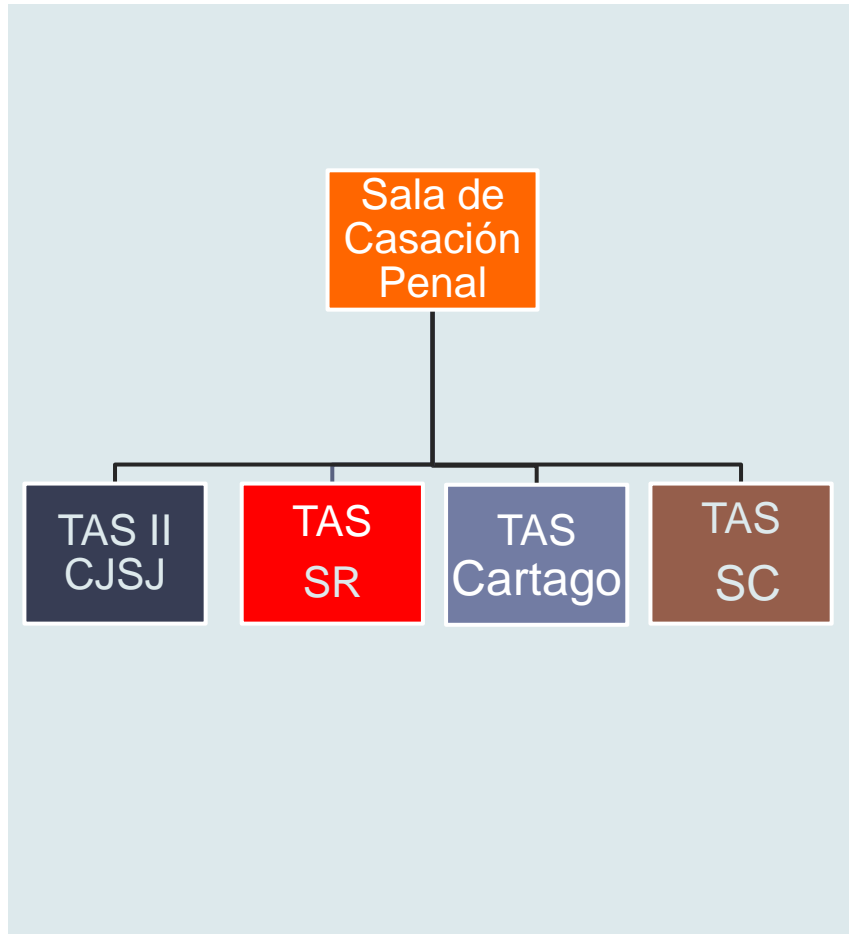 Sala de
Casación
Penal
TAS II
CJSJ
TAS
SR
TAS
Cartago
TAS
SC